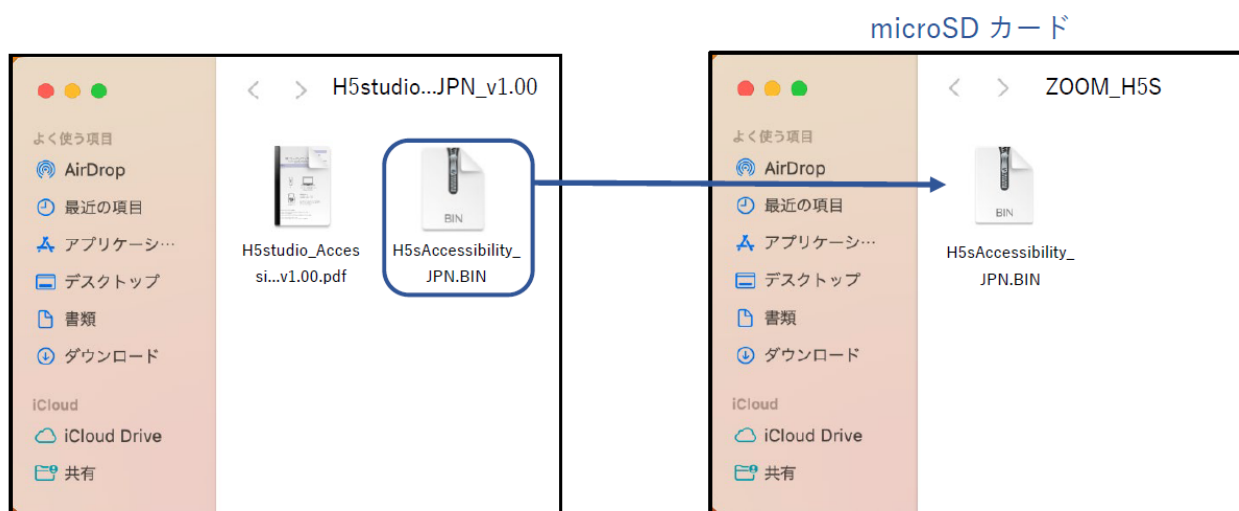 microSD カード
H5studio...JPN_v1.00
よく使う項目
AirDrop
最近の項目
アプリケーシ…
デスクトップ
書類
ダウンロード
iCloud
iCloud Drive
共有
BIN
H5studio_Acces
si...v1.00.pdf
H5sAccessibility_
JPN.BIN
ZOOM_H5S
よく使う項目
AirDrop
最近の項目
アプリケーシ…
デスクトップ
書類
ダウンロード
iCloud
iCloud Drive
共有
BIN
H5sAccessibility_
JPN.BIN